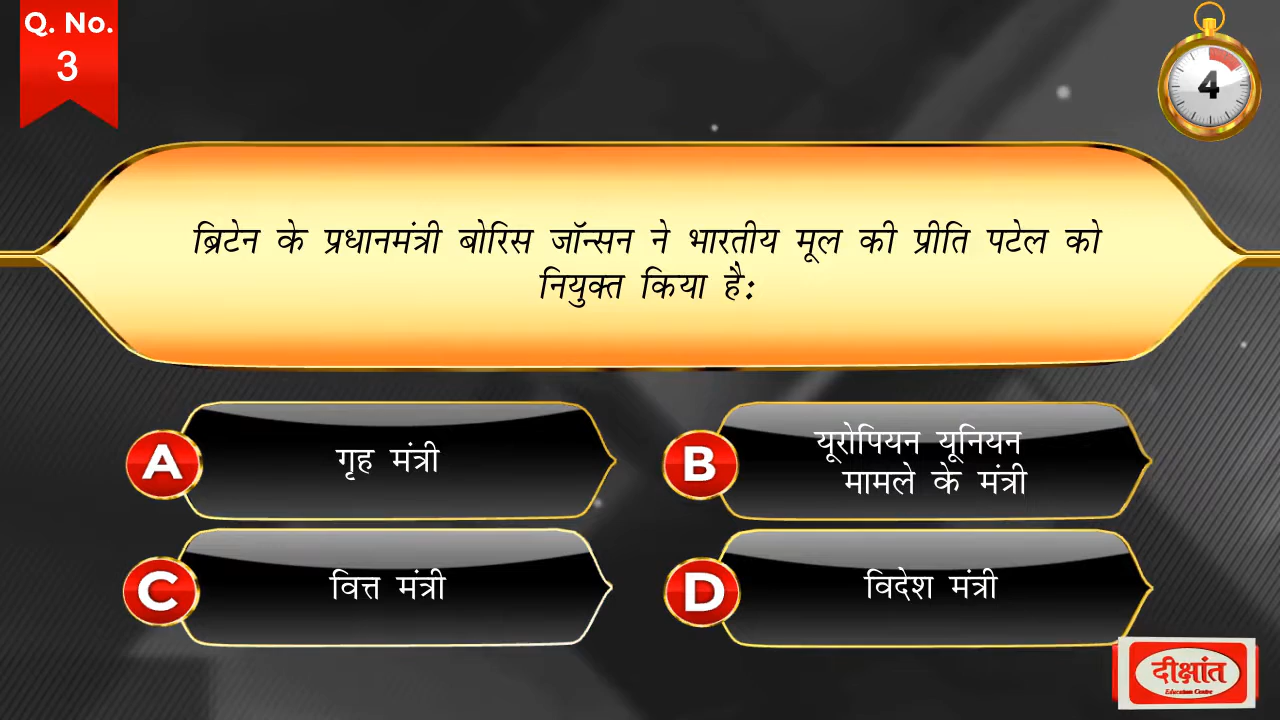 Q. No.
3
4
ब्रिटेन के प्रधानमंत्री बोरिस जॉन्सन ने भारतीय मूल की प्रीति पटेल को
नियुक्त किया है:
A
गृह मंत्री
B
यूरोपियन यूनियन
मामले के मंत्री
C
वित्त मंत्री
D
विदेश मंत्री
दीक्षांत
Education Centre